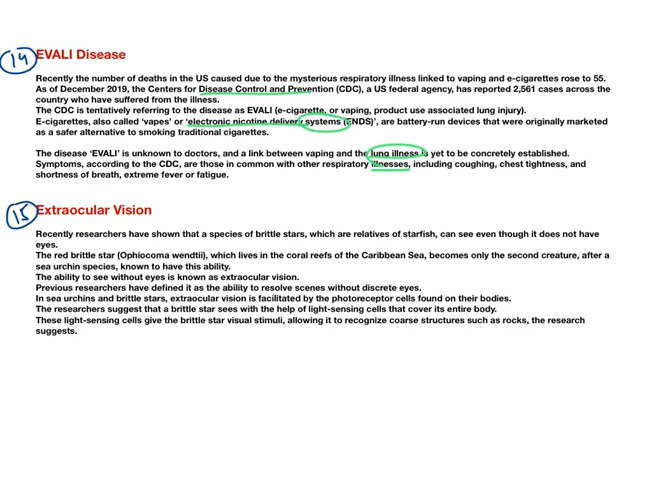 14
EVALI Disease
Recently the number of deaths in the US caused due to the mysterious respiratory illness linked to vaping and e-cigarettes rose to 55.
As of December 2019, the Centers for Disease Control and Prevention (CDC), a US federal agency, has reported 2,561 cases across the
country who have suffered from the illness.
The CDC is tentatively referring to the disease as EVALI (e-cigarette, or vaping, product use associated lung injury).
E-cigarettes, also called ‘vapes’ or ‘electronic nicotine delivery systems (ENDS)’, are battery-run devices that were originally marketed
as a safer alternative to smoking traditional cigarettes.
The disease ‘EVALI’ is unknown to doctors, and a link between vaping and the lung illness is yet to be concretely established.
Symptoms, according to the CDC, are those in common with other respiratory illnesses, including coughing, chest tightness, and
shortness of breath, extreme fever or fatigue.
15
Extraocular Vision
Recently researchers have shown that a species of brittle stars, which are relatives of starfish, can see even though it does not have
eyes.
The red brittle star (Ophiocoma wendtii), which lives in the coral reefs of the Caribbean Sea, becomes only the second creature, after a
sea urchin species, known to have this ability.
The ability to see without eyes is known as extraocular vision.
Previous researchers have defined it as the ability to resolve scenes without discrete eyes.
In sea urchins and brittle stars, extraocular vision is facilitated by the photoreceptor cells found on their bodies.
The researchers suggest that a brittle star sees with the help of light-sensing cells that cover its entire body.
These light-sensing cells give the brittle star visual stimuli, allowing it to recognize coarse structures such as rocks, the research
suggests.